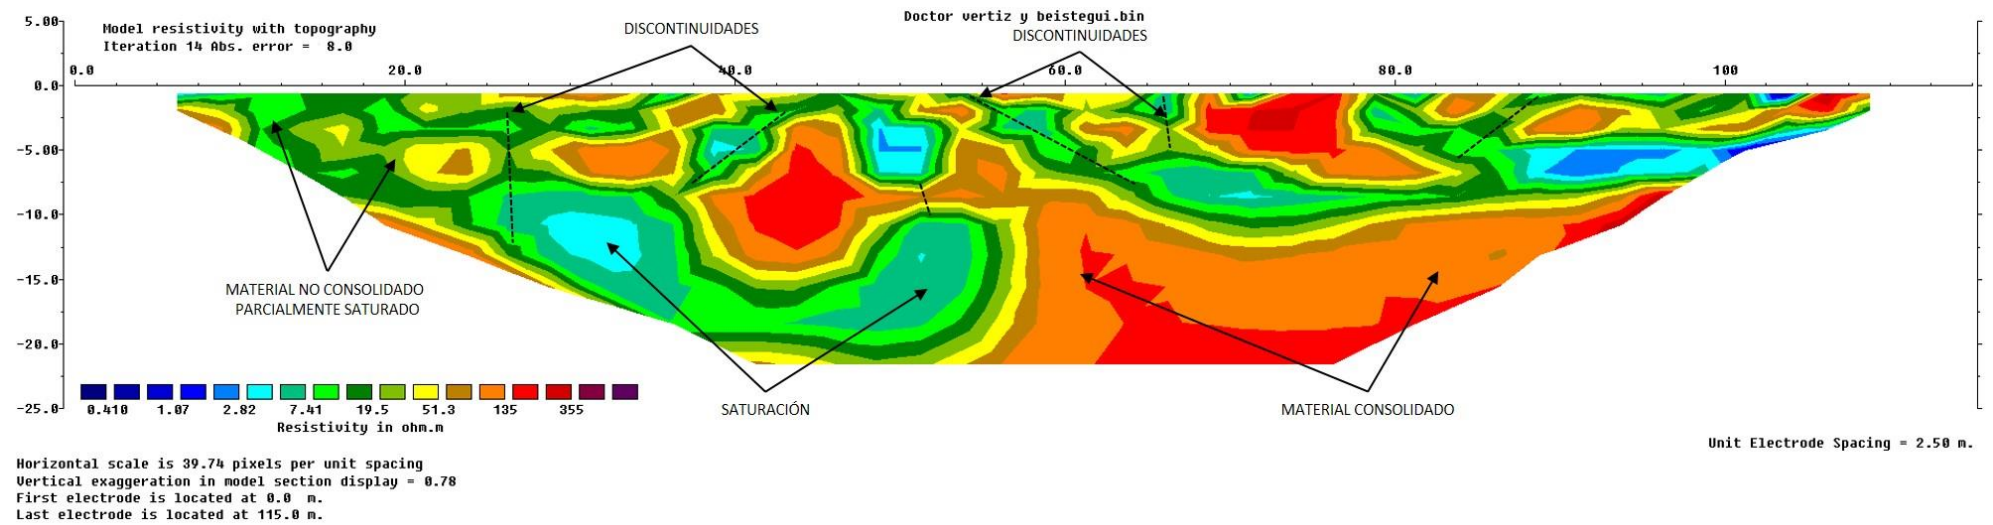 Doctor vertiz y beistegui.bin
Model resistivity with topography
Iteration 14 Abs. error = 8.0
DISCONTINUIDADES
DISCONTINUIDADES
0.0 20.0 40.0 60.0 80.0 100
5.00
0.0
-5.00
-10.0
-15.0
-20.0
-25.0
MATERIAL NO CONSOLIDADO
PARCIALMENTE SATURADO
SATURACIÓN
MATERIAL CONSOLIDADO
0.410 1.07 2.82 7.41 19.5 51.3 135 355
Resistivity in ohm.m
Unit Electrode Spacing = 2.50 m.
Horizontal scale is 39.74 pixels per unit spacing
Vertical exaggeration in model section display = 0.78
First electrode is located at 0.0 m.
Last electrode is located at 115.0 m.